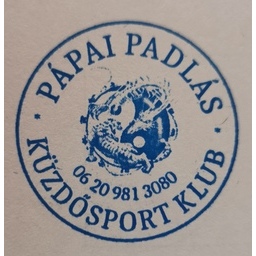 PÁPAI PADLÁS
06 20 981 3080
KÜZDŐSPORT KLUB